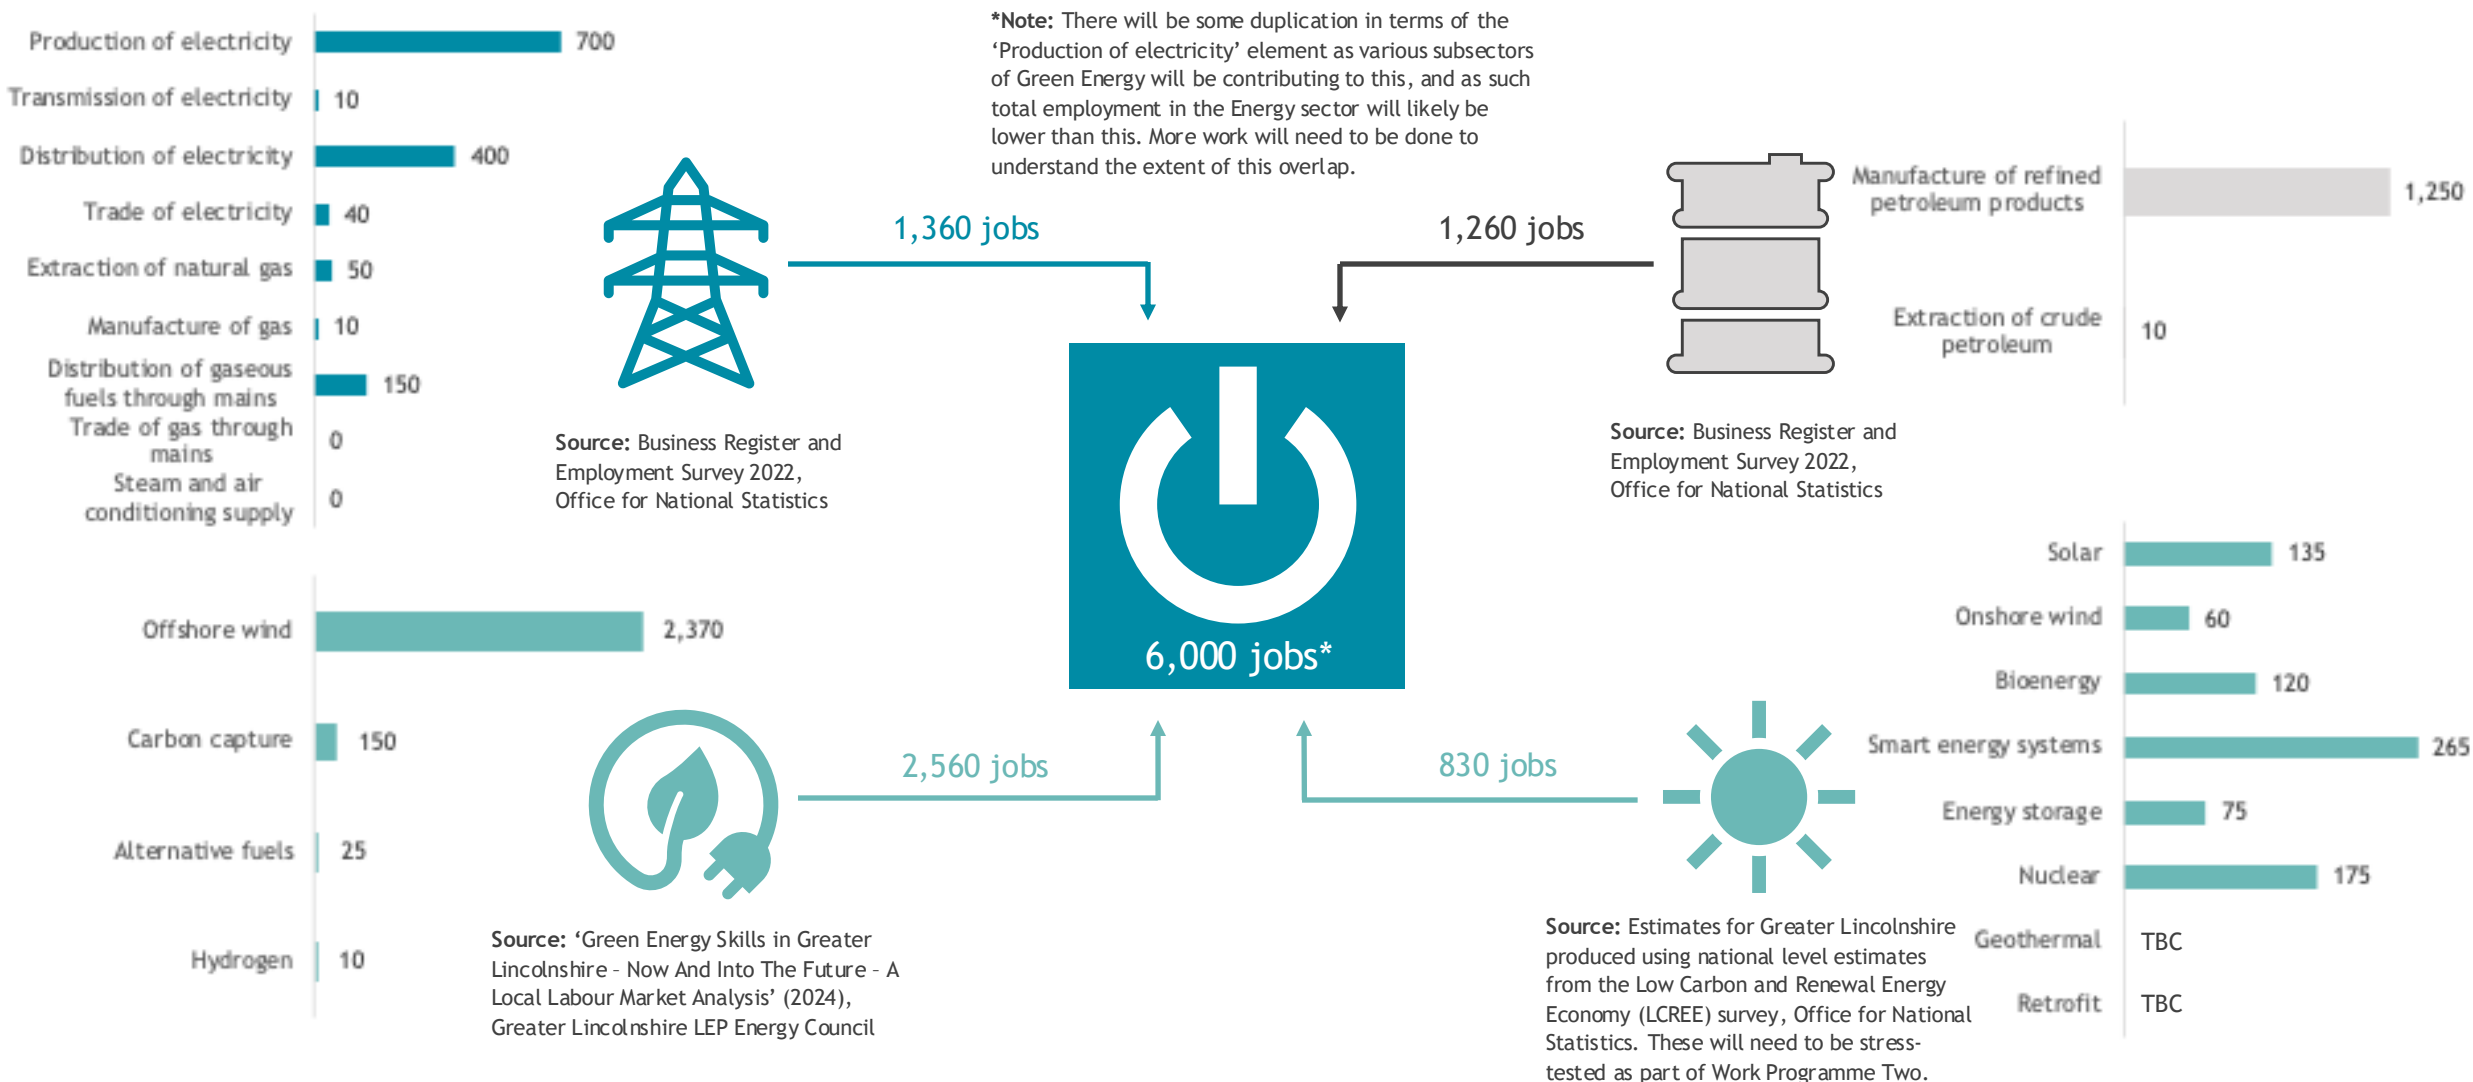 Production of electricity
700
Transmission of electricity
10
Distribution of electricity
400
Trade of electricity
40
Extraction of natural gas
50
Manufacture of gas
10
Distribution of gaseous
fuels through mains
150
Trade of gas through
mains
0
Steam and air
conditioning supply
0
1,360 jobs
Source: Business Register and
Employment Survey 2022,
Office for National Statistics
*Note: There will be some duplication in terms of the
‘Production of electricity’ element as various subsectors
of Green Energy will be contributing to this, and as such
total employment in the Energy sector will likely be
lower than this. More work will need to be done to
understand the extent of this overlap.
1,260 jobs
Manufacture of refined
petroleum products
1,250
Extraction of crude
petroleum
10
Source: Business Register and
Employment Survey 2022,
Office for National Statistics
6,000 jobs*
Offshore wind
2,370
Carbon capture
150
Alternative fuels
25
Hydrogen
10
2,560 jobs
Source: ‘Green Energy Skills in Greater
Lincolnshire – Now And Into The Future – A
Local Labour Market Analysis’ (2024),
Greater Lincolnshire LEP Energy Council
830 jobs
Solar
135
Onshore wind
60
Bioenergy
120
Smart energy systems
265
Energy storage
75
Nuclear
175
Geothermal
TBC
Retrofit
TBC
Source: Estimates for Greater Lincolnshire
produced using national level estimates
from the Low Carbon and Renewal Energy
Economy (LCREE) survey, Office for National
Statistics. These will need to be stress-
tested as part of Work Programme Two.